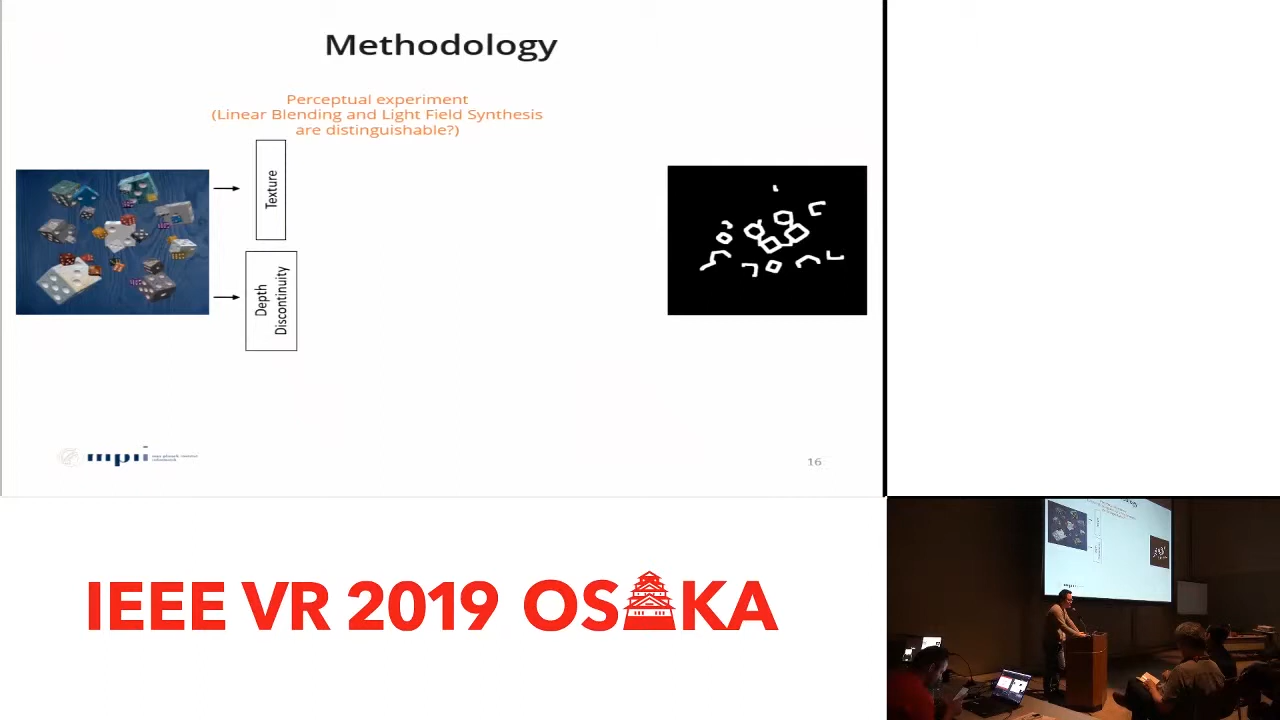 Methodology
Perceptual experiment
(Linear Blending and Light Field Synthesis
are distinguishable?)
Texture
Depth
Discontinuity
mpii
16
IEEE VR 2019 OSAKA